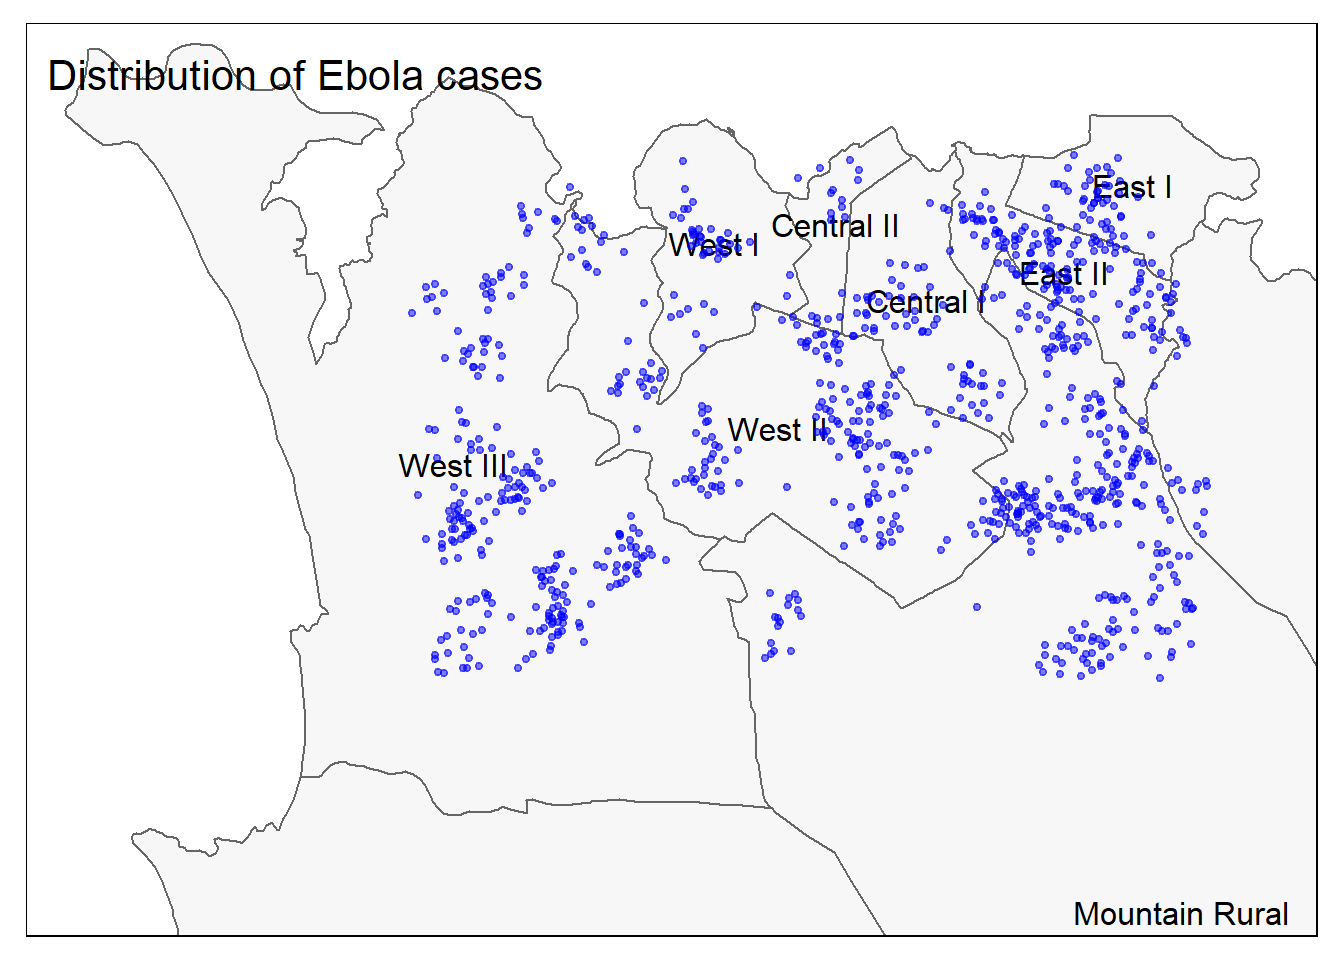 Distribution of Ebola cases
East I
Central II
West I
East II
Central I
West II
West III
Mountain Rural